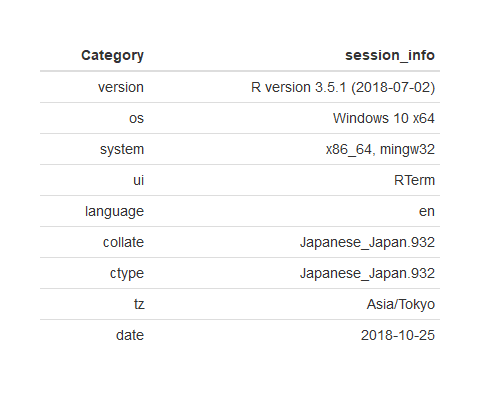 Category session_info
version R version 3.5.1 (2018-07-02)
os Windows 10 x64
system x86_64, mingw32
ui RTerm
language en
collate Japanese_Japan.932
ctype Japanese_Japan.932
tz Asia/Tokyo
date 2018-10-25